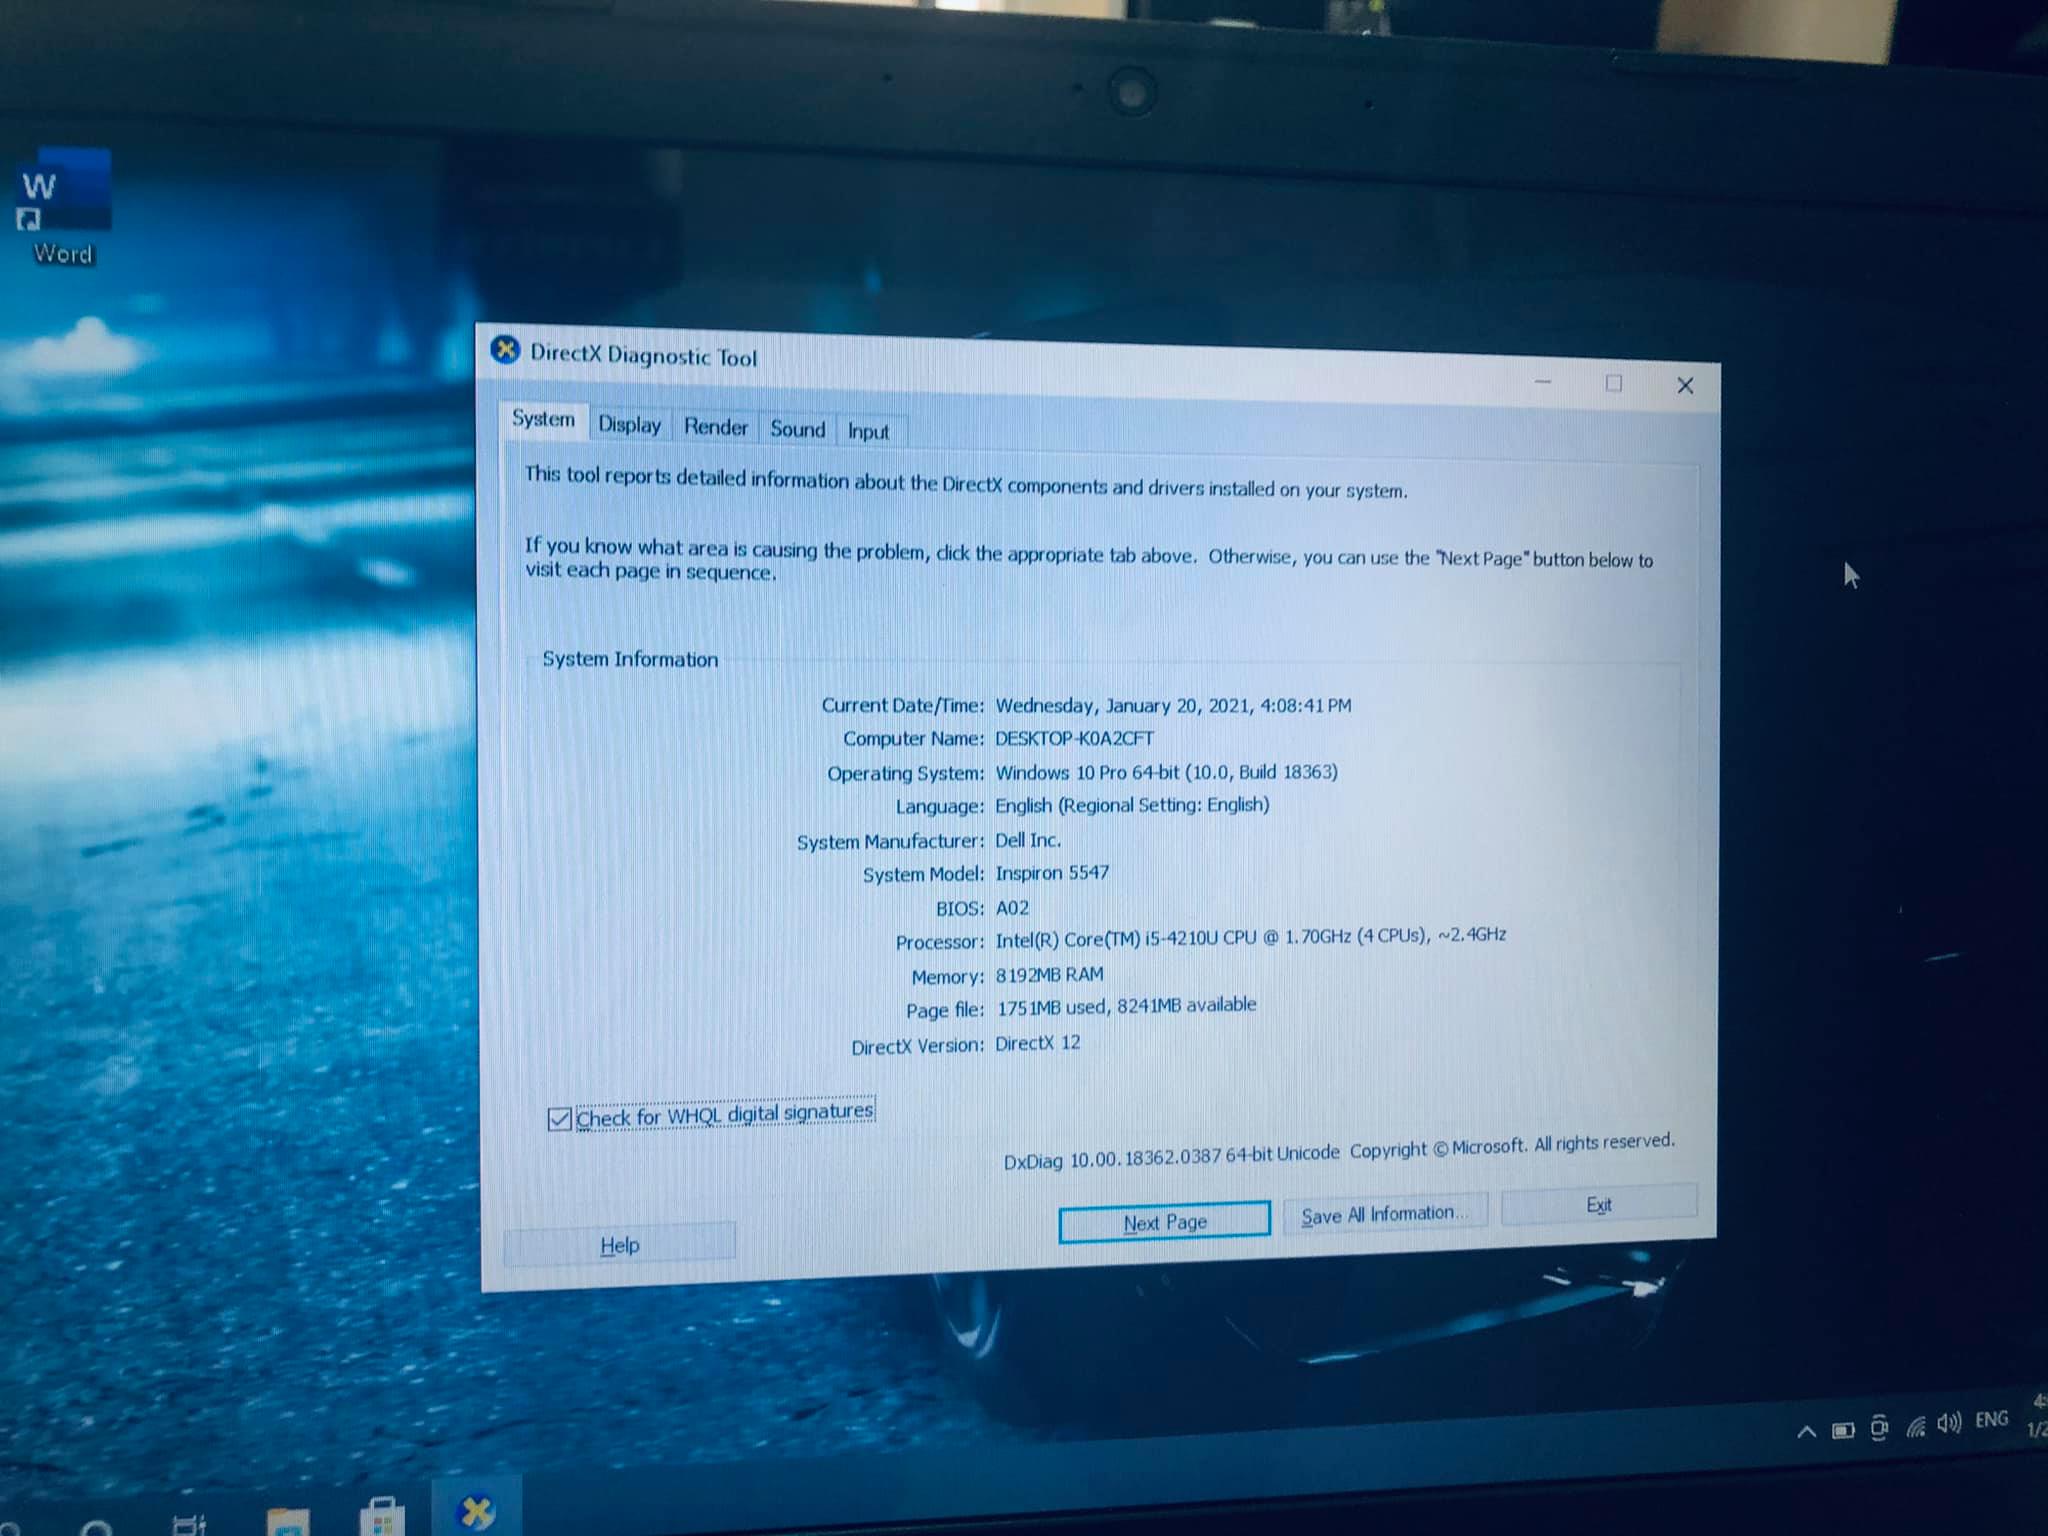 W
Word
DirectX Diagnostic Tool
System Display Render Sound Input
This tool reports detailed information about the DirectX components and drivers installed on your system.
If you know what area is causing the problem, click the appropriate tab above. Otherwise, you can use the "Next Page" button below to
visit each page in sequence.
System Information
Current Date/Time: Wednesday, January 20, 2021, 4:08:41 PM
Computer Name: DESKTOP-K0A2CFT
Operating System: Windows 10 Pro 64-bit (10.0, Build 18363)
Language: English (Regional Setting: English)
System Manufacturer: Dell Inc.
System Model: Inspiron 5547
BIOS: A02
Processor: Intel(R) Core(TM) i5-4210U CPU @ 1.70GHz (4 CPUs), ~2.4GHz
Memory: 8192MB RAM
Page file: 1751MB used, 8241MB available
DirectX Version: DirectX 12
Check for WHQL digital signatures
DxDiag 10.00.18362.0387 64-bit Unicode Copyright © Microsoft. All rights reserved.
Help Next Page Save All Information... Exit
ENG